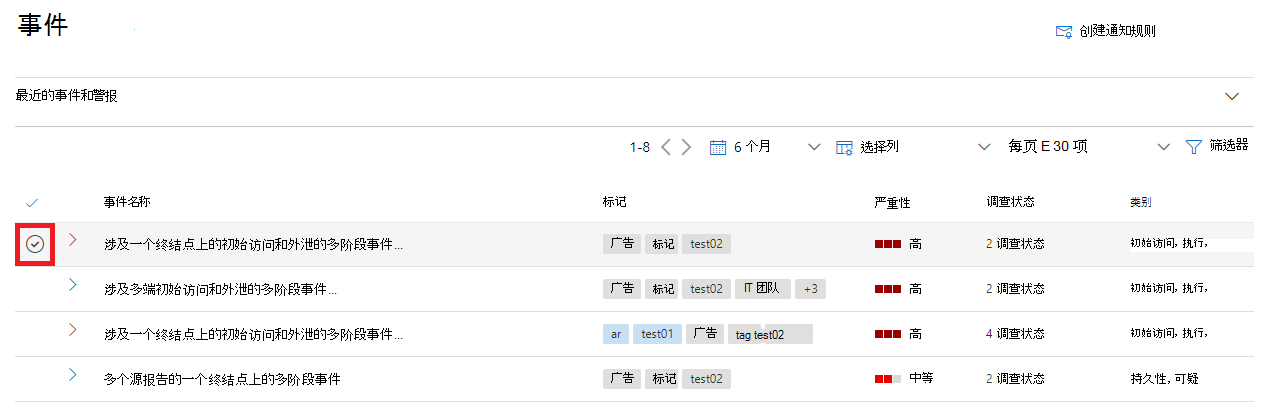 事件
创建通知规则
最近的事件和警报
1-8 6 个月 选择列 每页 E 30 项 筛选器
事件名称 标记 严重性 调查状态 类别
涉及一个终结点上的初始访问和外泄的多阶段事件... 广告 标记 test02 高 2 调查状态 初始访问, 执行,
涉及多端初始访问和外泄的多阶段事件... 广告 标记 test02 IT 团队 +3 高 2 调查状态 初始访问, 执行,
涉及一个终结点上的初始访问和外泄的多阶段事件... ar test01 广告 tag test02 高 4 调查状态 初始访问, 执行,
多个源报告的一个终结点上的多阶段事件 广告 标记 test02 中等 2 调查状态 持久性, 可疑